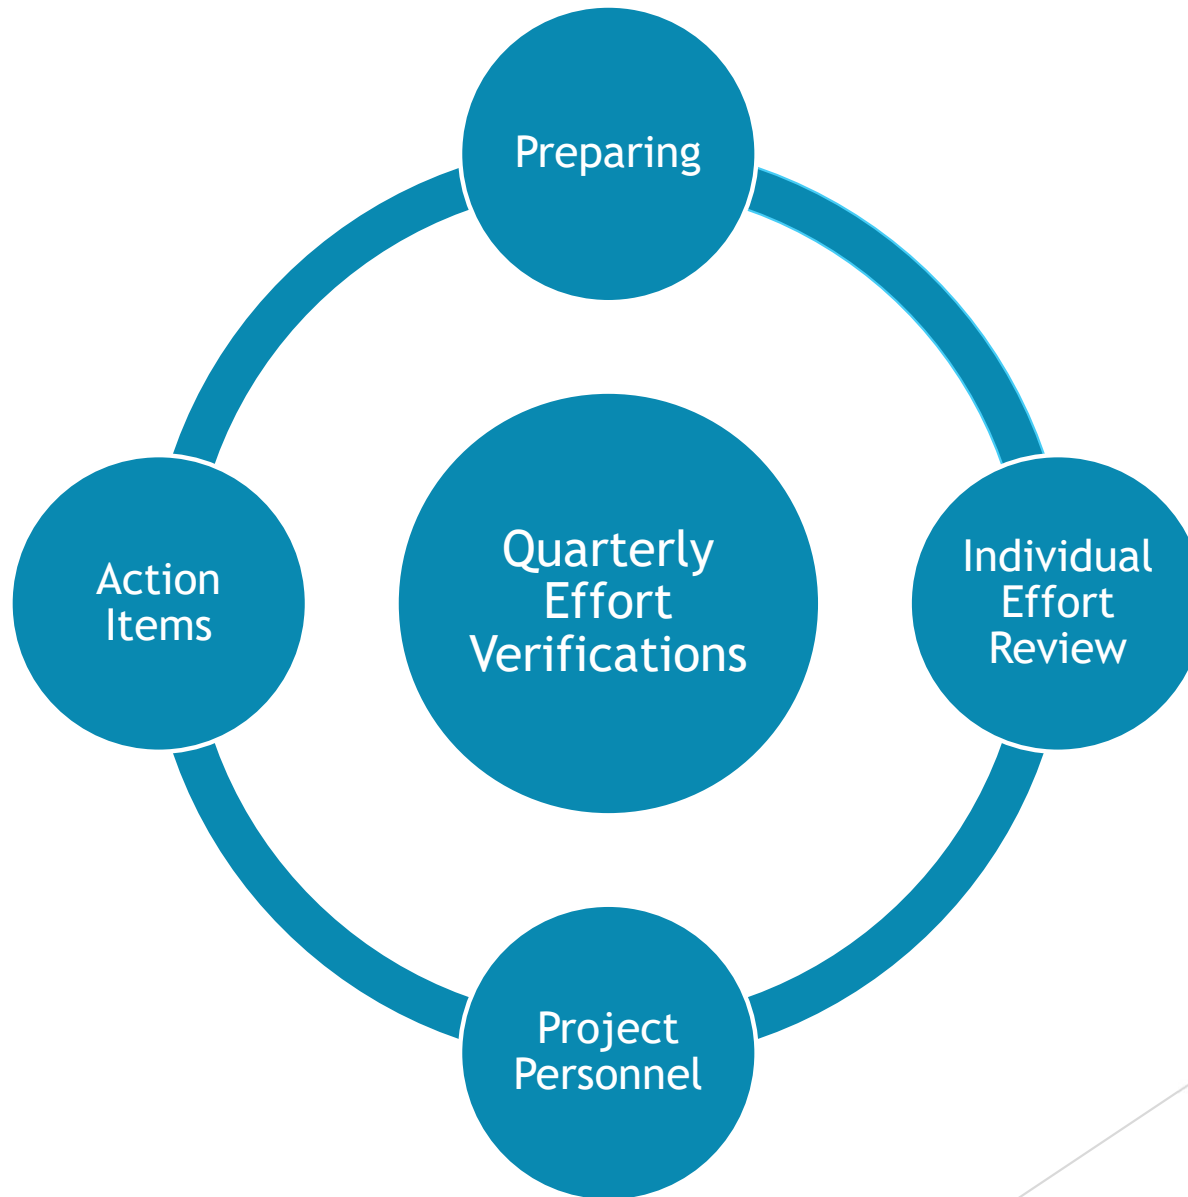 Preparing
Individual
Effort
Review
Project
Personnel
Action
Items
Quarterly
Effort
Verifications